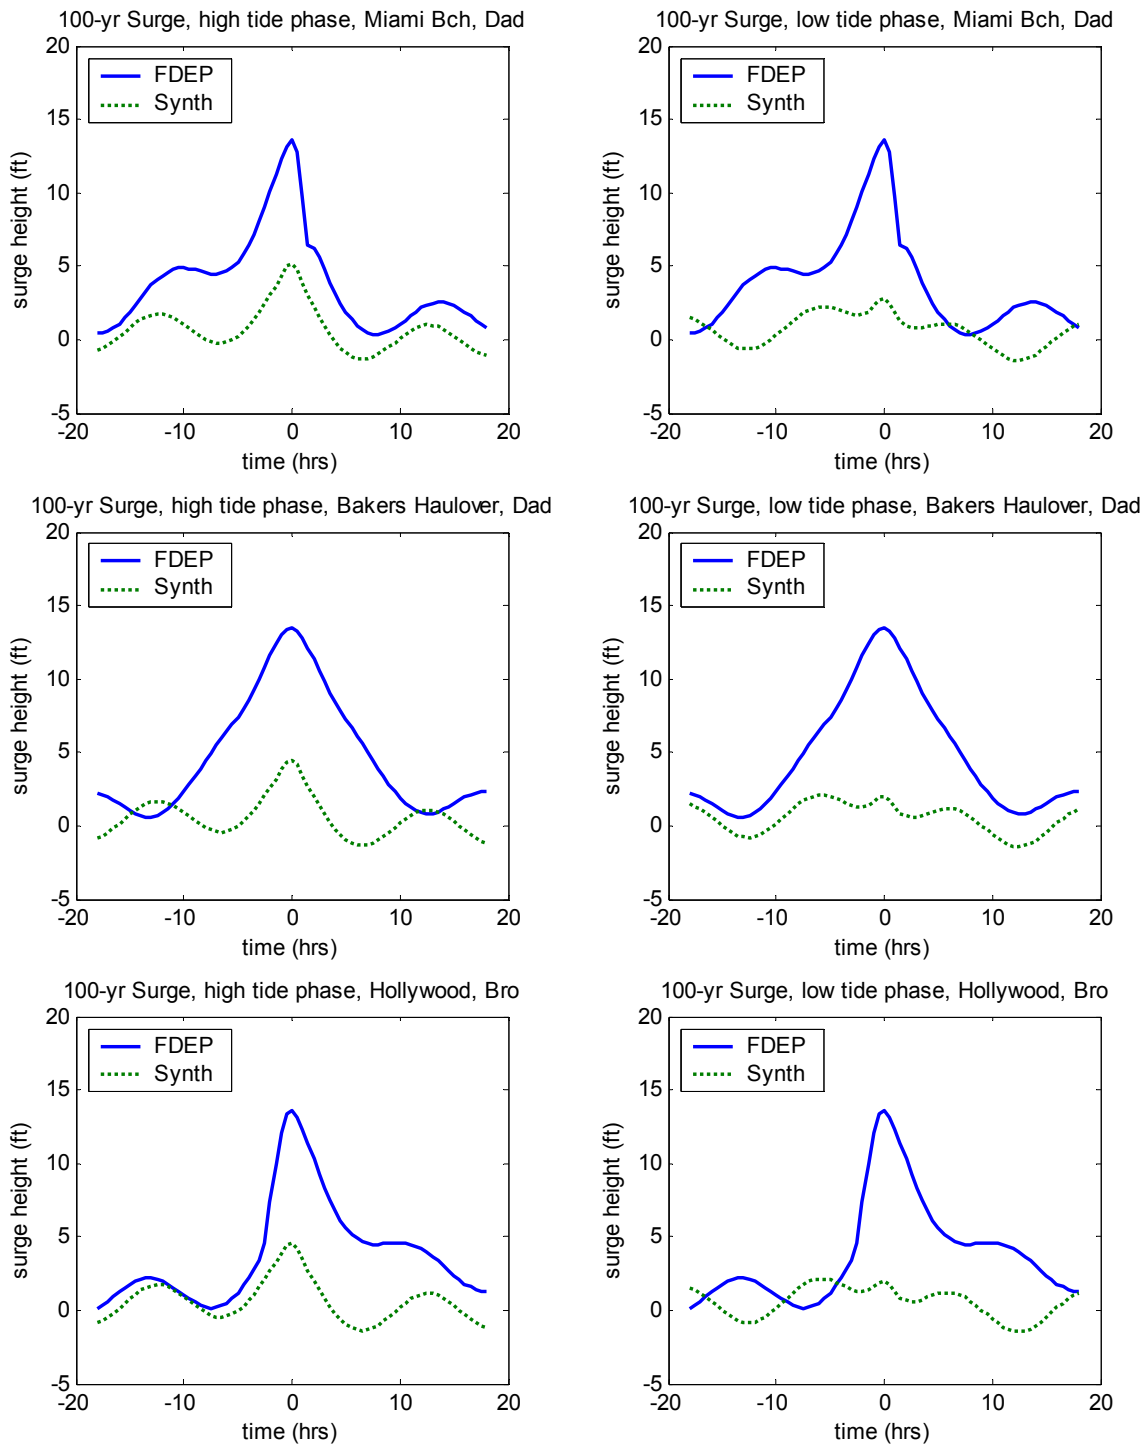 100-yr Surge, high tide phase, Miami Bch, Dad
20
15
10
5
0
-5
surge height (ft)
FDEP
Synth
-20 -10 0 10 20
time (hrs)
100-yr Surge, low tide phase, Miami Bch, Dad
20
15
10
5
0
-5
surge height (ft)
FDEP
Synth
-20 -10 0 10 20
time (hrs)
100-yr Surge, high tide phase, Bakers Haulover, Dad
20
15
10
5
0
-5
surge height (ft)
FDEP
Synth
-20 -10 0 10 20
time (hrs)
100-yr Surge, low tide phase, Bakers Haulover, Dad
20
15
10
5
0
-5
surge height (ft)
FDEP
Synth
-20 -10 0 10 20
time (hrs)
100-yr Surge, high tide phase, Hollywood, Bro
20
15
10
5
0
-5
surge height (ft)
FDEP
Synth
-20 -10 0 10 20
time (hrs)
100-yr Surge, low tide phase, Hollywood, Bro
20
15
10
5
0
-5
surge height (ft)
FDEP
Synth
-20 -10 0 10 20
time (hrs)